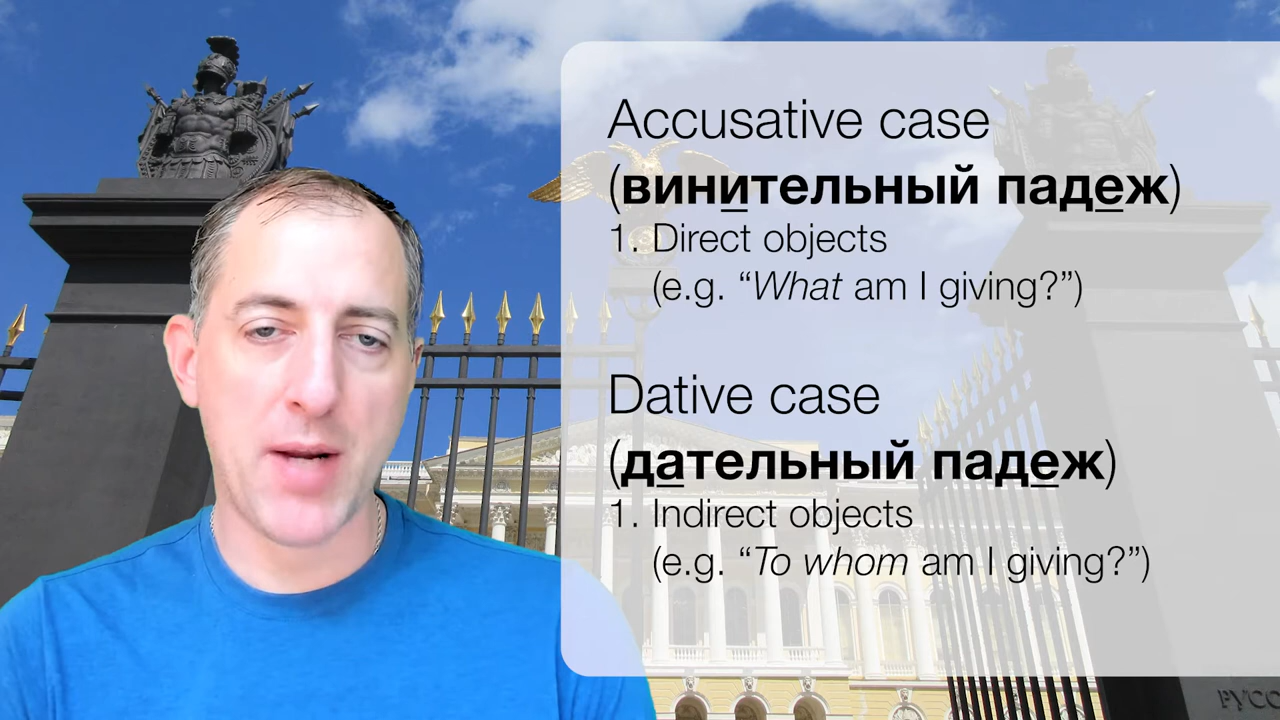 Accusative case
(винительный падеж)
1. Direct objects
(e.g. “What am I giving?”)
Dative case
(дательный падеж)
1. Indirect objects
(e.g. “To whom am I giving?”)